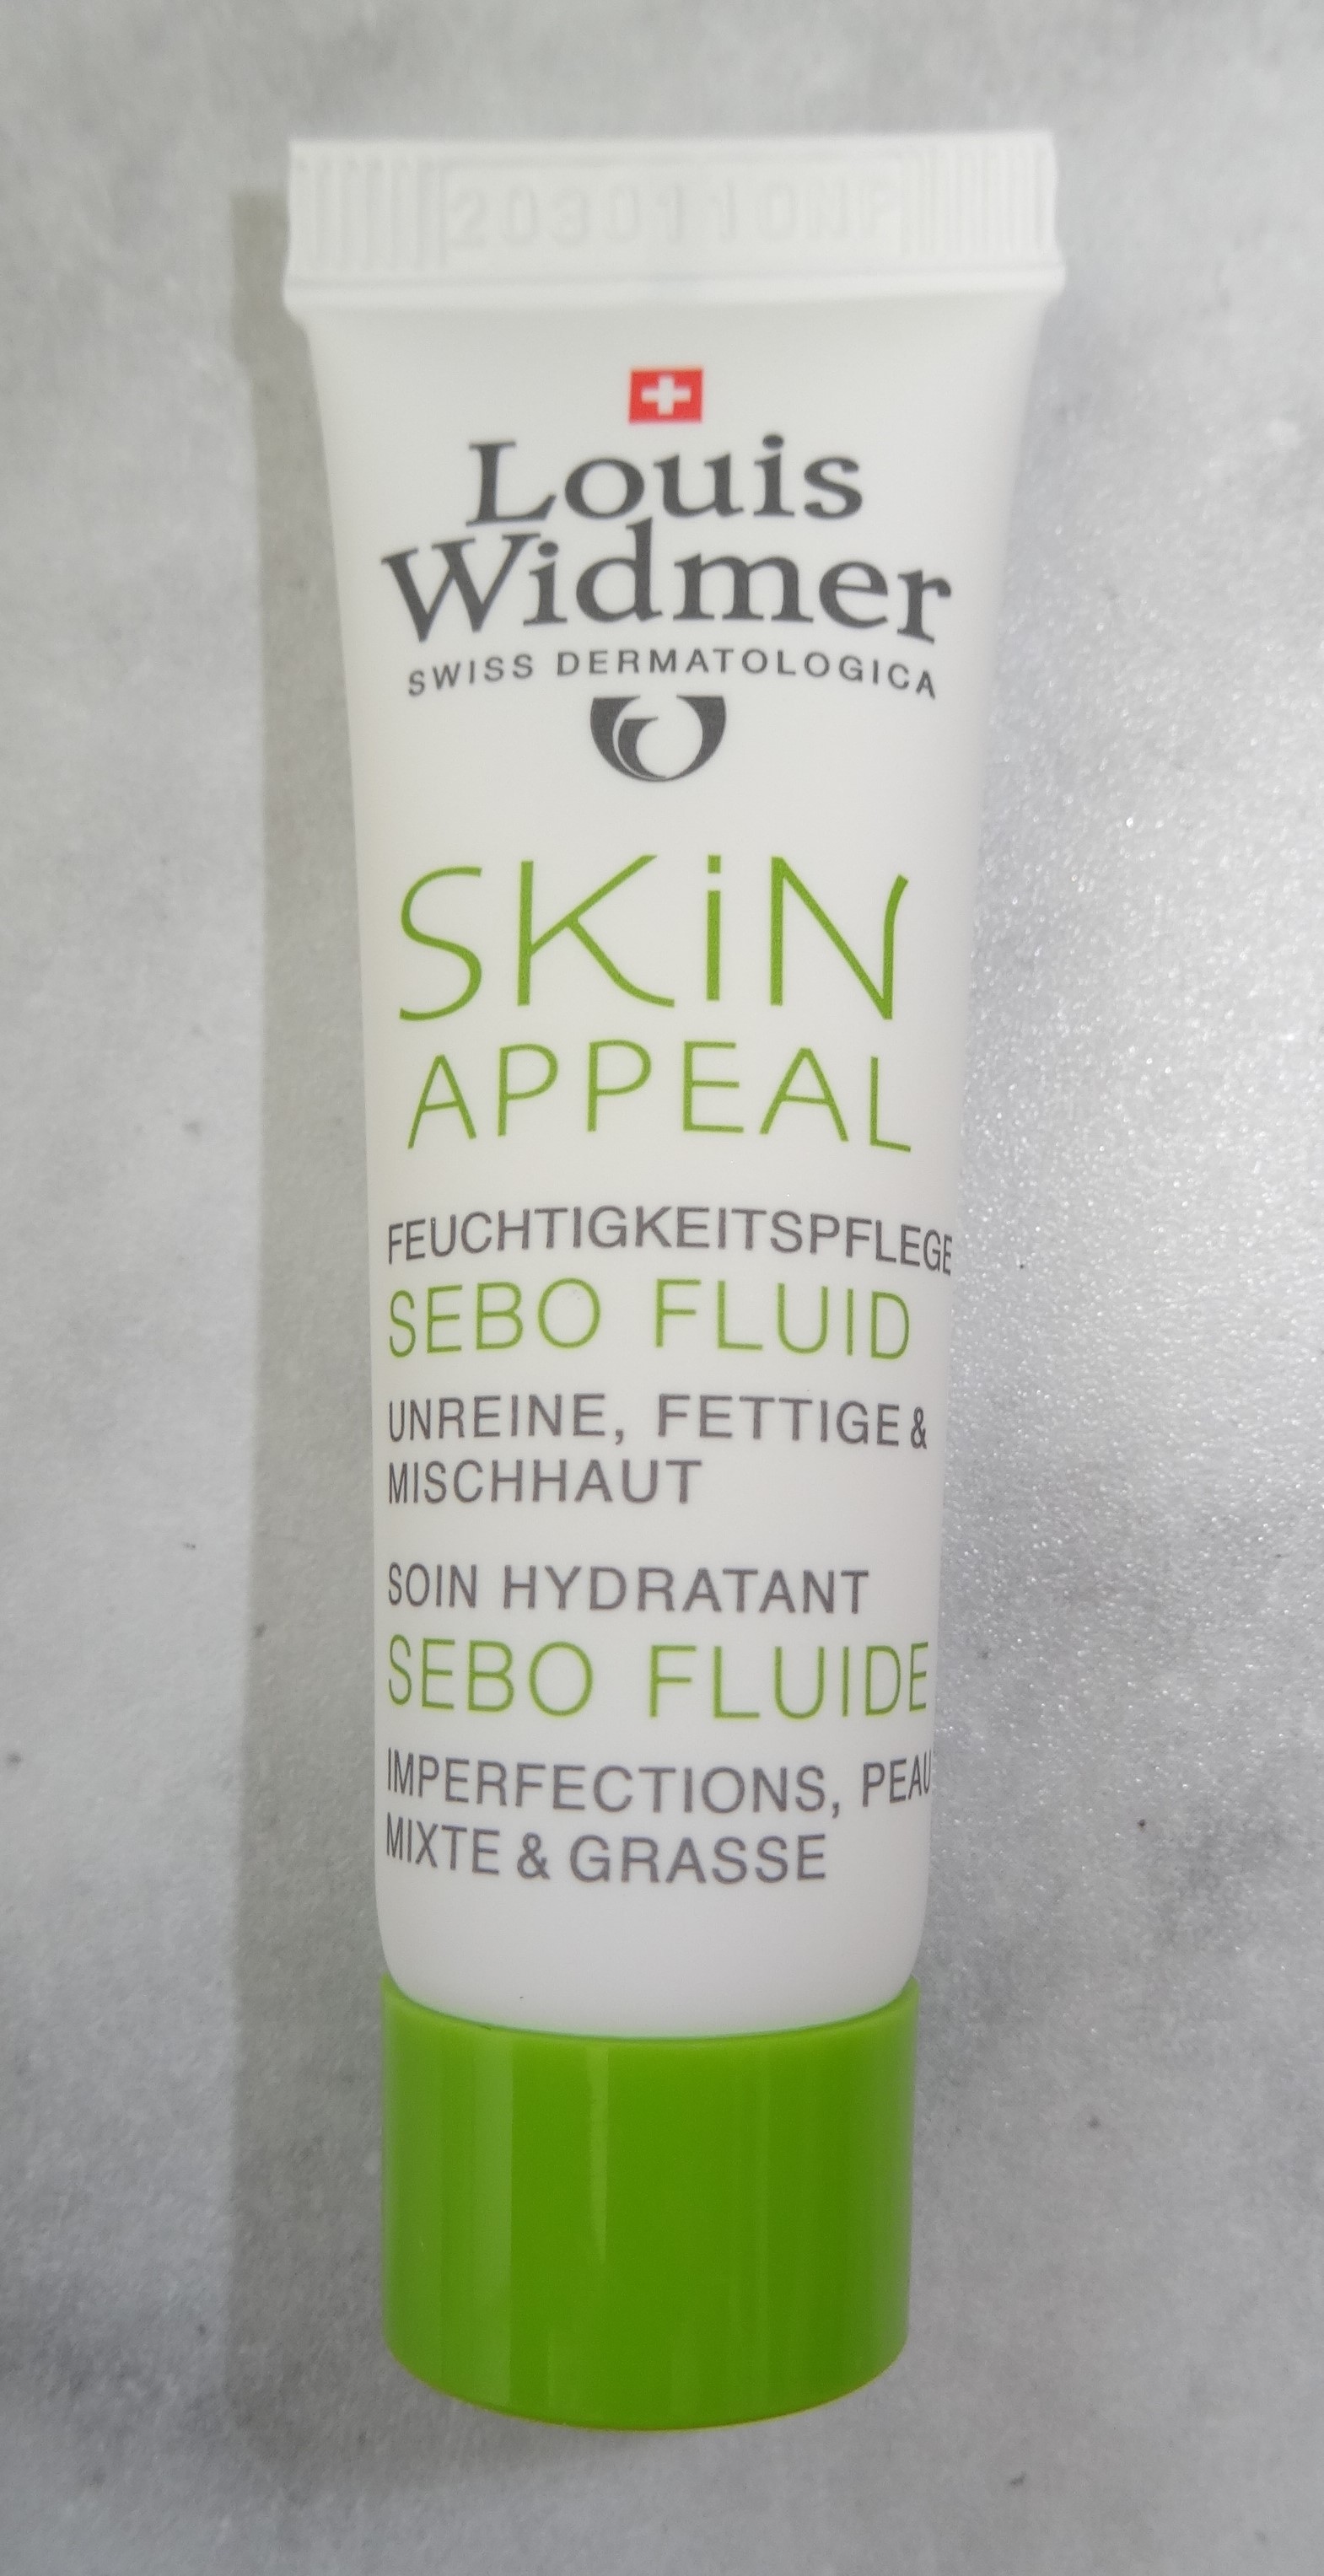 2030110NP
Louis
Widmer
SWISS DERMATOLOGICA
SKiN
APPEAL
FEUCHTIGKEITSPFLEGE
SEBO FLUID
UNREINE, FETTIGE &
MISCHHAUT
SOIN HYDRATANT
SEBO FLUIDE
IMPERFECTIONS, PEAU
MIXTE & GRASSE